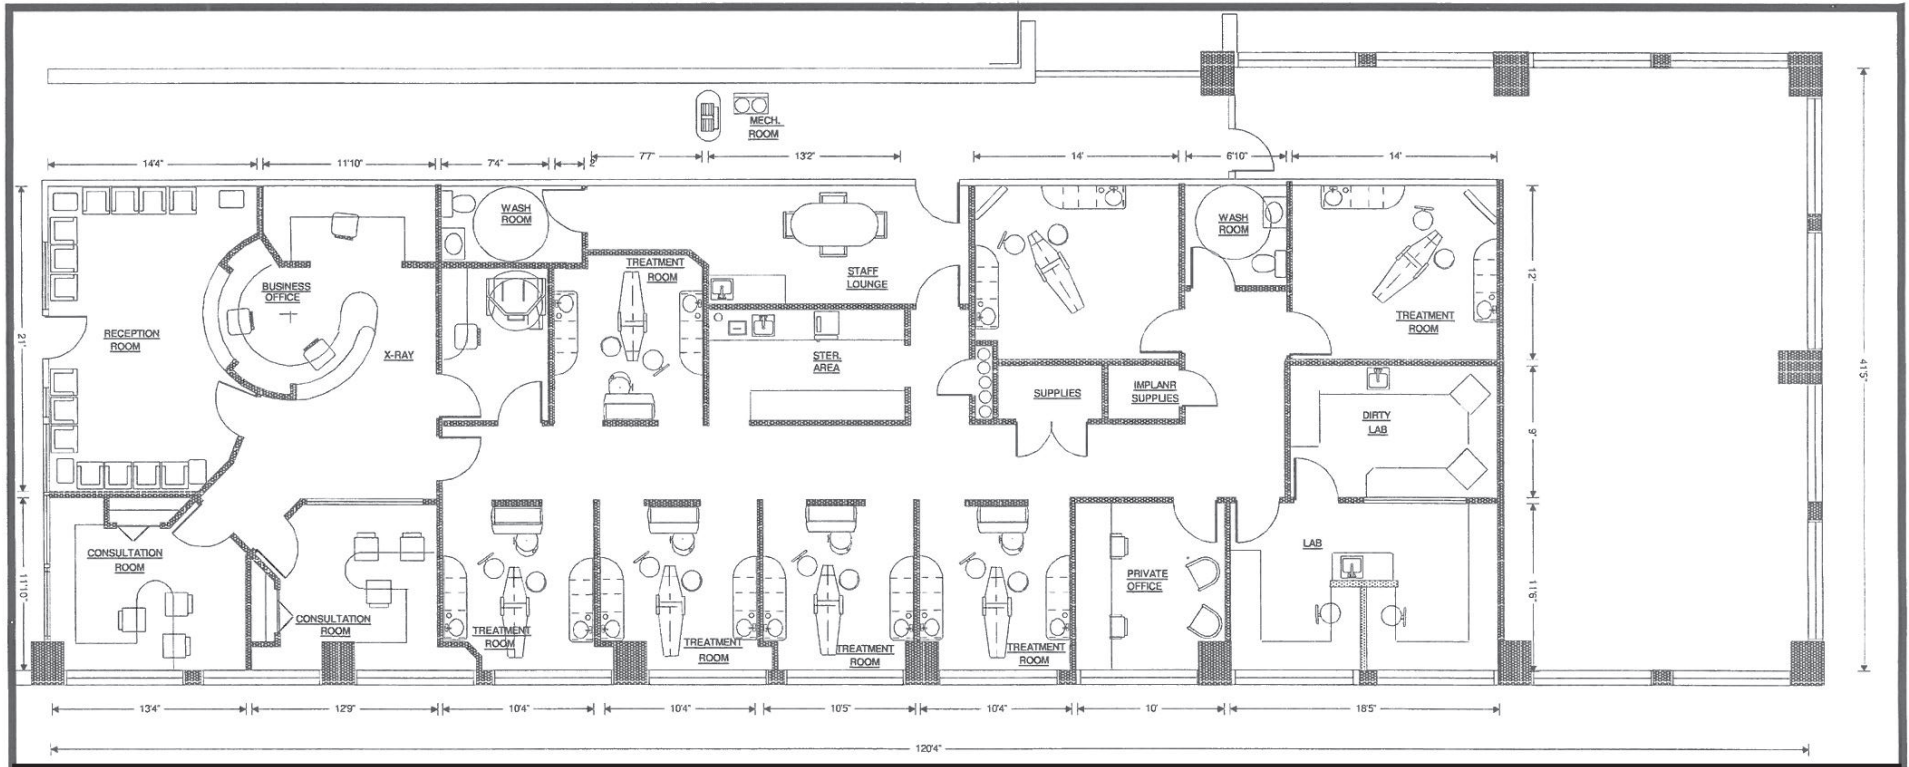 MECH.
ROOM
14'4"
11'10"
7'4"
2'
7'7"
13'2"
14'
6'10"
14'
WASH
ROOM
TREATMENT
ROOM
STAFF
LOUNGE
WASH
ROOM
TREATMENT
ROOM
12'
BUSINESS
OFFICE
RECEPTION
ROOM
X-RAY
21'
STER.
AREA
SUPPLIES
IMPLANR
SUPPLIES
DIRTY
LAB
9'
41'5"
CONSULTATION
ROOM
CONSULTATION
ROOM
11'10"
TREATMENT
ROOM
TREATMENT
ROOM
TREATMENT
ROOM
TREATMENT
ROOM
PRIVATE
OFFICE
LAB
11'6"
13'4"
12'9"
10'4"
10'4"
10'5"
10'4"
10'
18'5"
120'4"